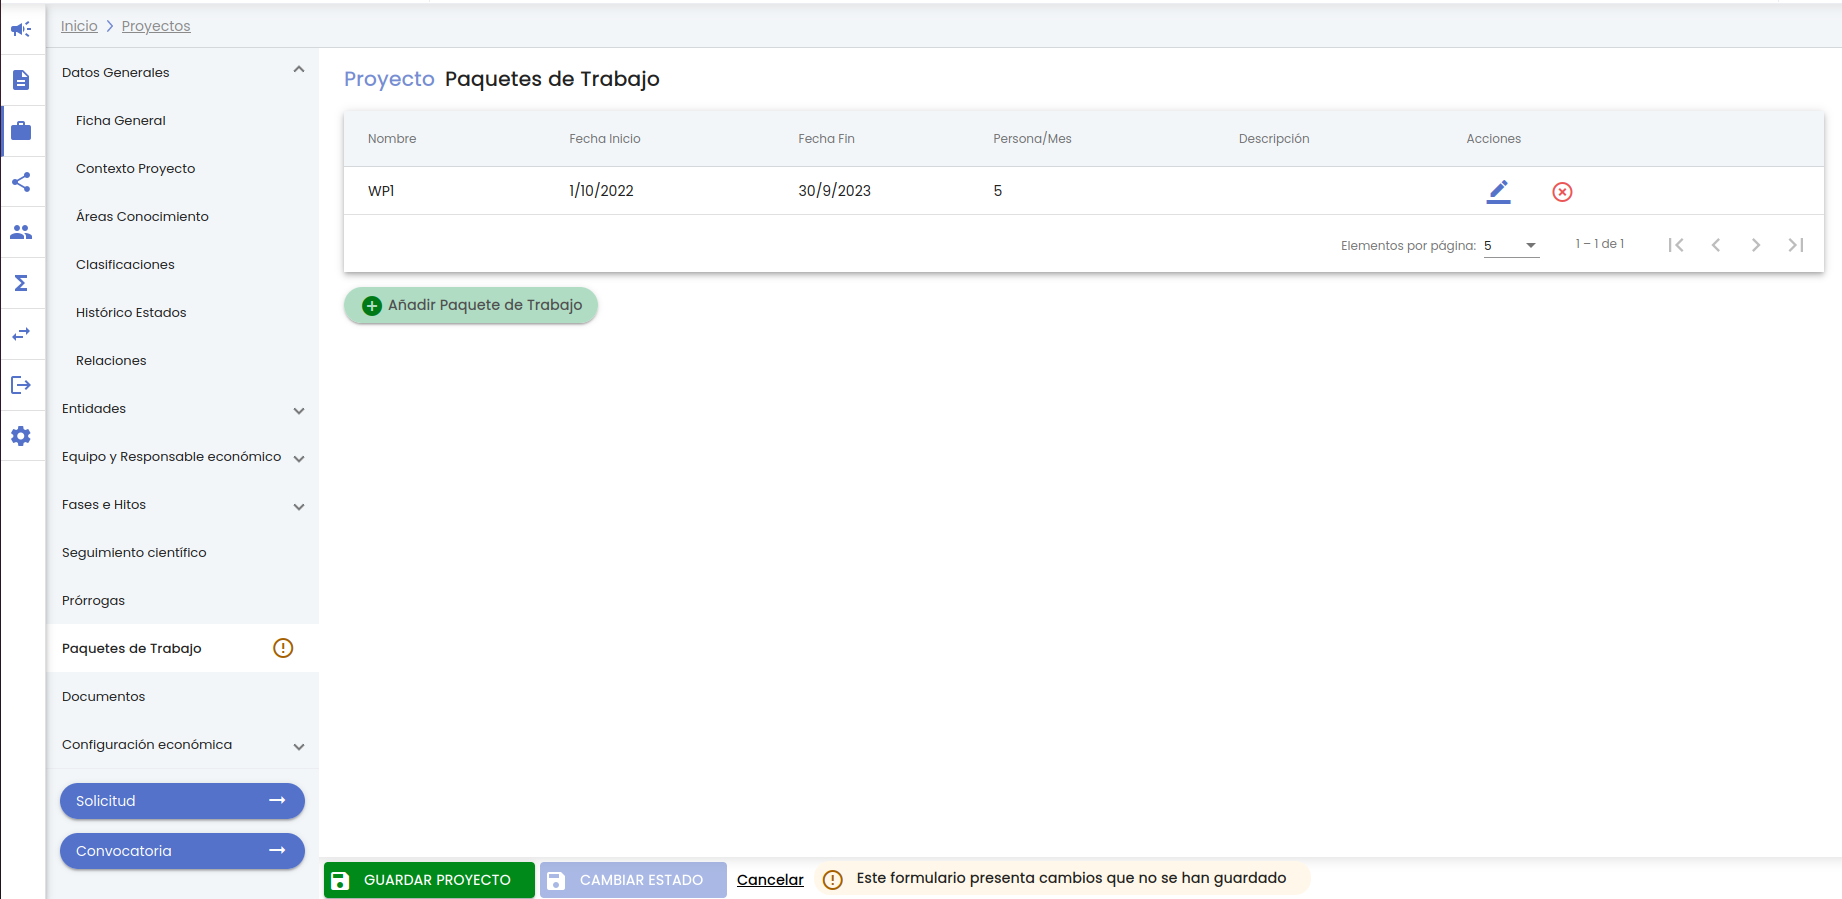 Inicio Proyectos
Datos Generales
Ficha General
Contexto Proyecto
Áreas Conocimiento
Clasificaciones
Histórico Estados
Relaciones
Entidades
Equipo y Responsable económico
Fases e Hitos
Seguimiento científico
Prórrogas
Paquetes de Trabajo
Documentos
Configuración económica
Solicitud
Convocatoria
Proyecto Paquetes de Trabajo
Nombre Fecha Inicio Fecha Fin Persona/Mes Descripción Acciones
WP1 1/10/2022 30/9/2023 5
Elementos por página: 5 1 – 1 de 1
Añadir Paquete de Trabajo
GUARDAR PROYECTO CAMBIAR ESTADO Cancelar Este formulario presenta cambios que no se han guardado